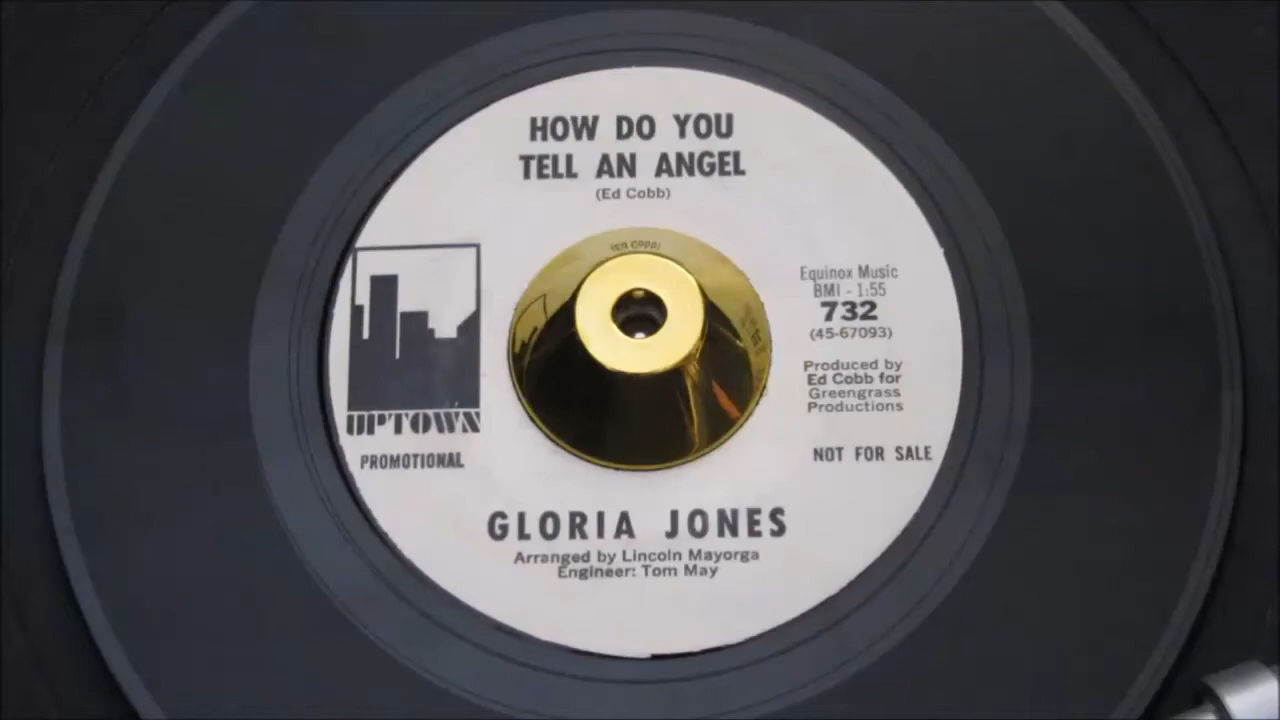 HOW DO YOU
TELL AN ANGEL
(Ed Cobb)
Equinox Music
BMI - 1:55
732
(45-67093)
Produced by
Ed Cobb for
Greengrass
Productions
UPTOWN
PROMOTIONAL
NOT FOR SALE
GLORIA JONES
Arranged by Lincoln Mayorga
Engineer: Tom May